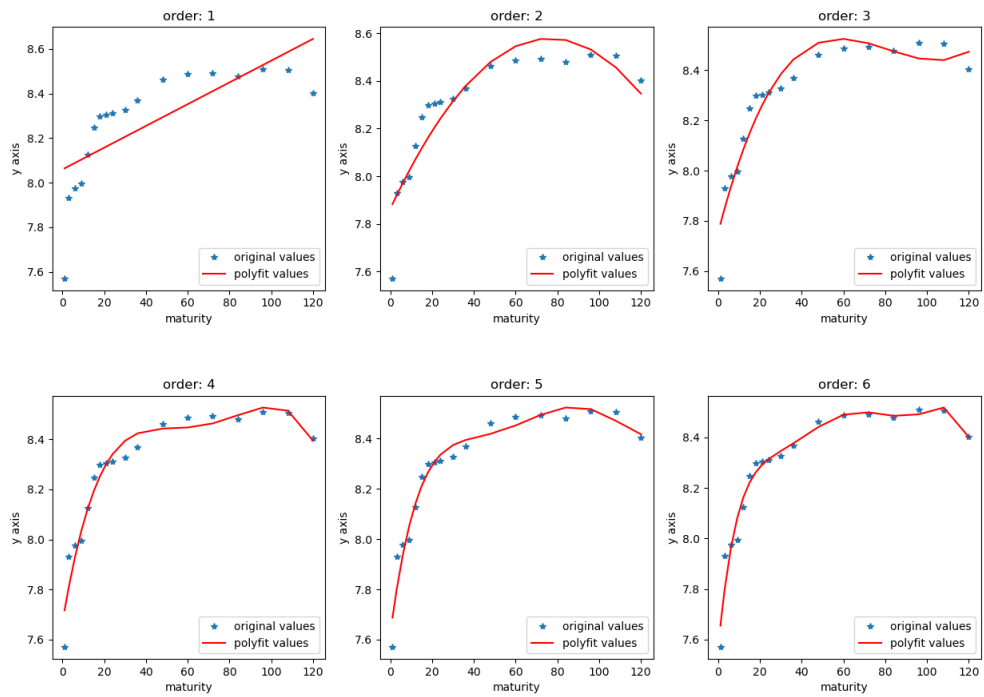 order: 1
8.6
8.4
8.2
8.0
7.8
7.6
y axis
0 20 40 60 80 100 120
maturity
original values
polyfit values
order: 2
8.6
8.4
8.2
8.0
7.8
7.6
y axis
0 20 40 60 80 100 120
maturity
original values
polyfit values
order: 3
8.4
8.2
8.0
7.8
7.6
y axis
0 20 40 60 80 100 120
maturity
original values
polyfit values
order: 4
8.4
8.2
8.0
7.8
7.6
y axis
0 20 40 60 80 100 120
maturity
original values
polyfit values
order: 5
8.4
8.2
8.0
7.8
7.6
y axis
0 20 40 60 80 100 120
maturity
original values
polyfit values
order: 6
8.4
8.2
8.0
7.8
7.6
y axis
0 20 40 60 80 100 120
maturity
original values
polyfit values